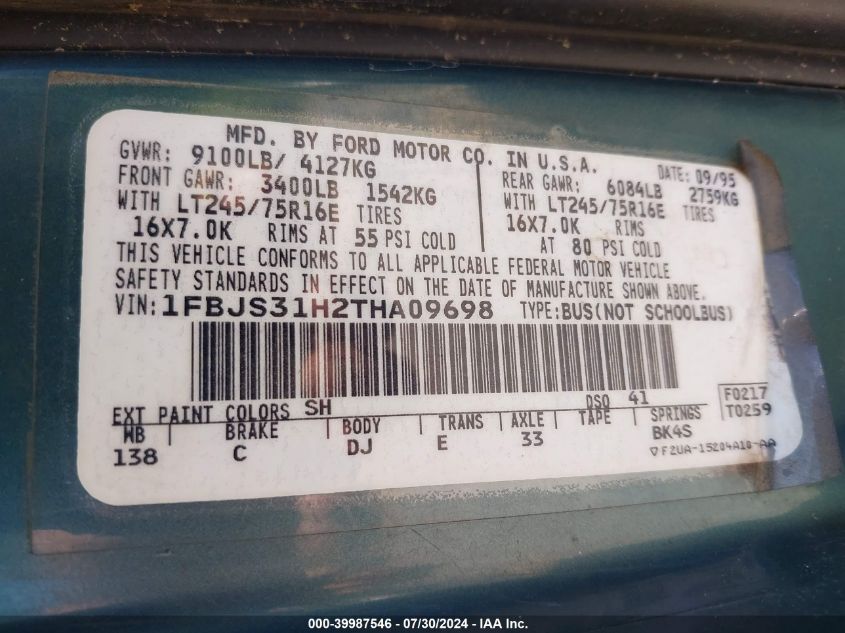 MFD. BY FORD MOTOR CO. IN U.S.A.
GVWR: 9100LB/ 4127KG DATE: 09/95
FRONT GAWR: 3400LB 1542KG REAR GAWR: 6084LB 2759KG
WITH LT245/75R16E TIRES WITH LT245/75R16E TIRES
16X7.0K RIMS AT 55 PSI COLD 16X7.0K RIMS
AT 80 PSI COLD
THIS VEHICLE CONFORMS TO ALL APPLICABLE FEDERAL MOTOR VEHICLE
SAFETY STANDARDS IN EFFECT ON THE DATE OF MANUFACTURE SHOWN ABOVE.
VIN: 1FBJS31H2THA09698 TYPE: BUS(NOT SCHOOLBUS)
EXT PAINT COLORS SH DSO 41 F0217
WB BRAKE BODY TRANS AXLE TAPE SPRINGS T0259
138 C DJ E 33 BK4S
▽F2UA-15204A10-AA
000-39987546 / 07/30/2024 - IAA Inc.